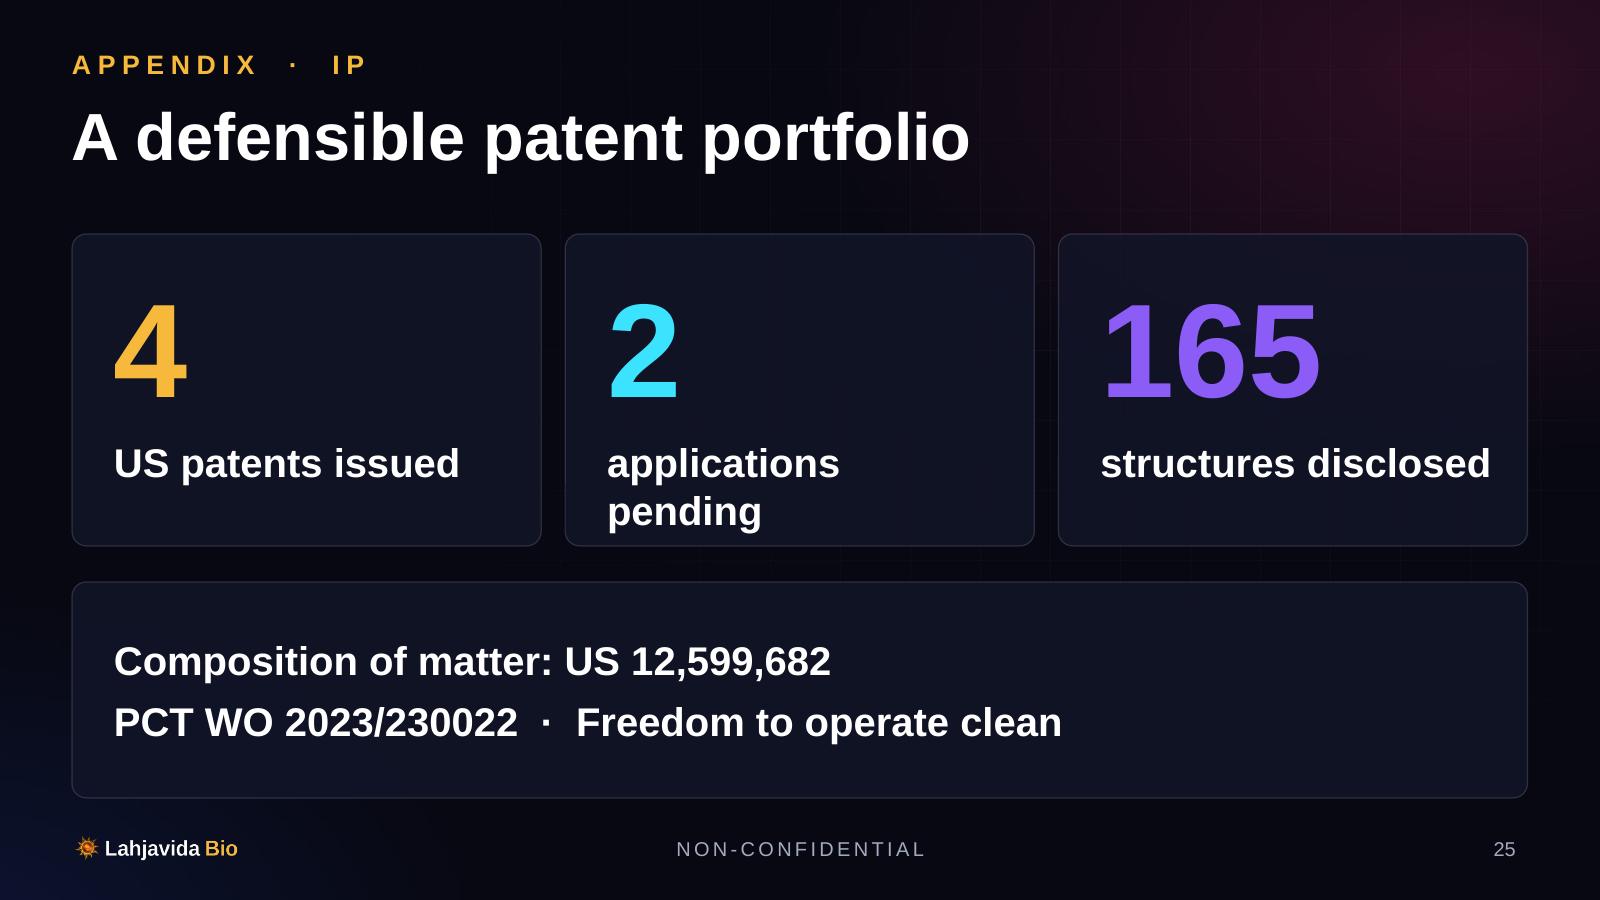 APPENDIX · IP
A defensible patent portfolio
4
US patents issued
2
applications
pending
165
structures disclosed
Composition of matter: US 12,599,682
PCT WO 2023/230022 · Freedom to operate clean
Lahjavida Bio
NON-CONFIDENTIAL
25